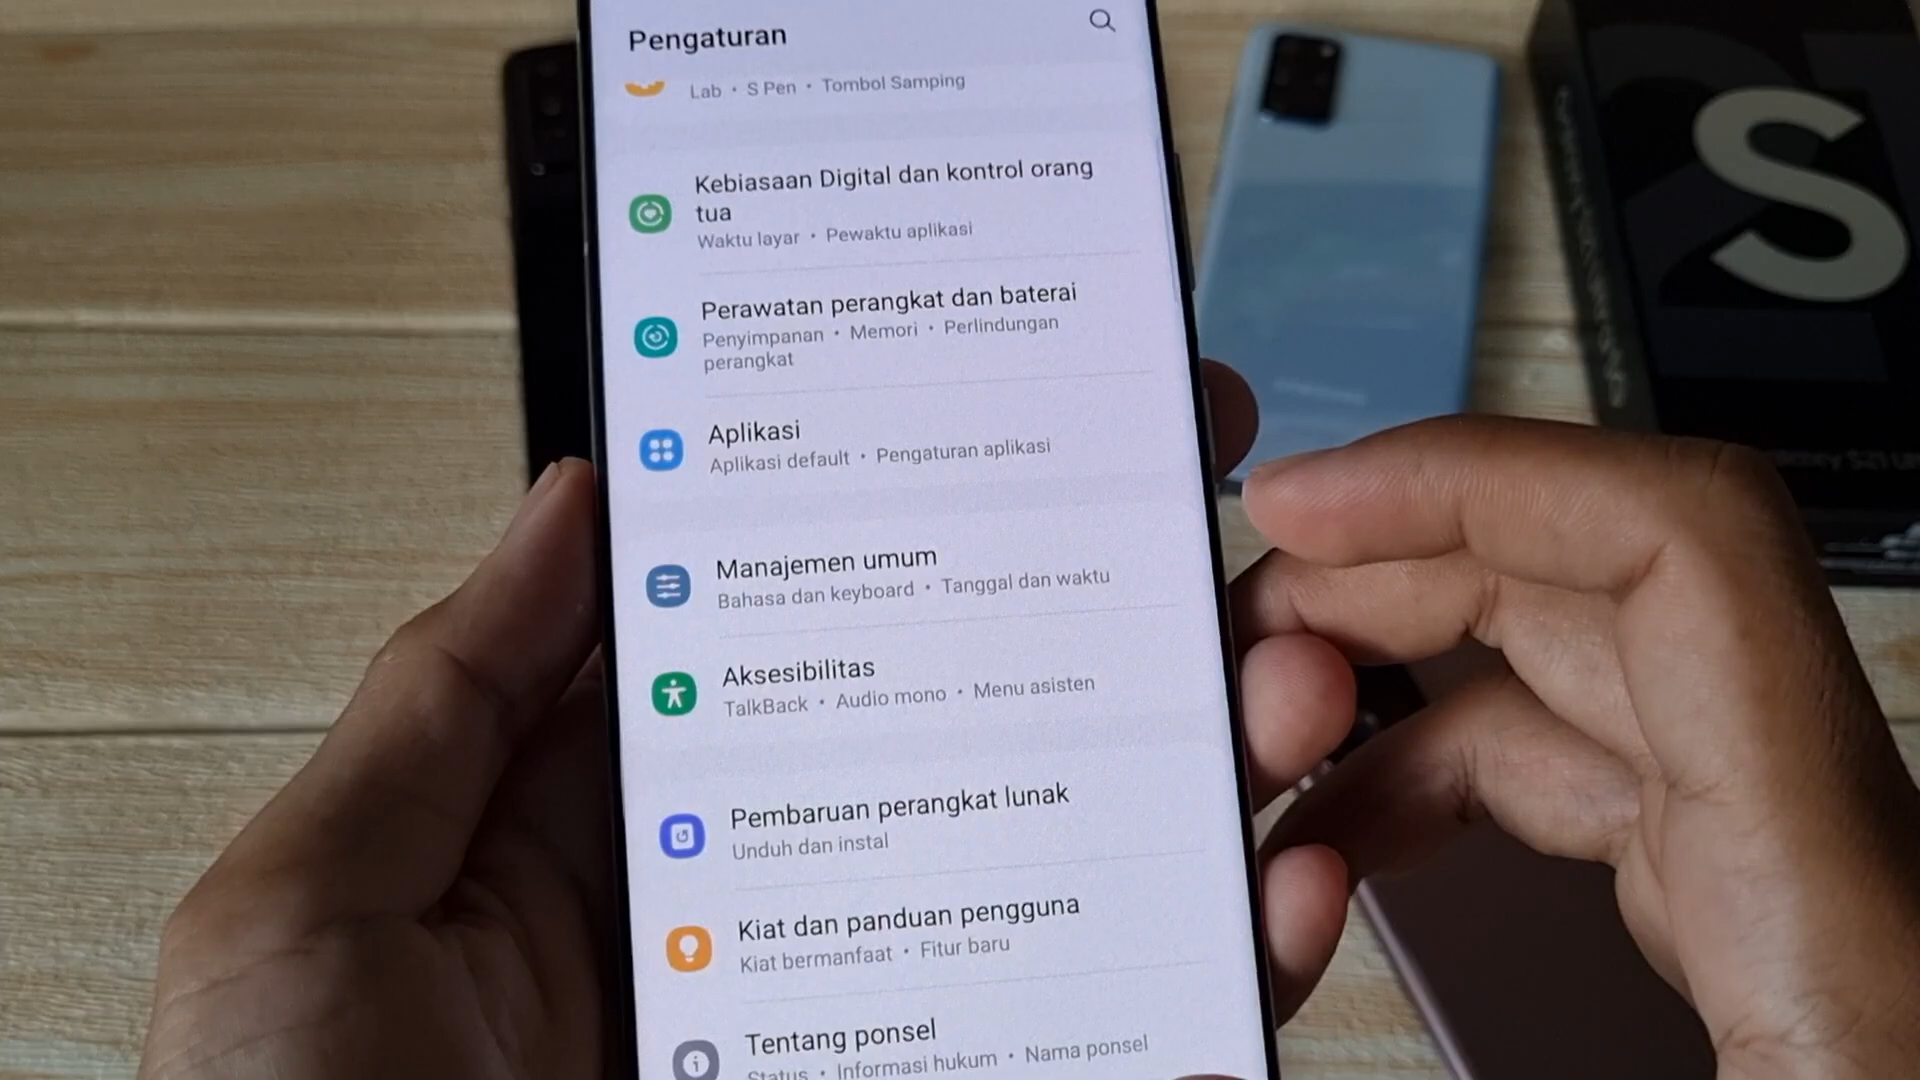 Pengaturan
Lab • S Pen • Tombol Samping
Kebiasaan Digital dan kontrol orang
tua
Waktu layar • Pewaktu aplikasi
Perawatan perangkat dan baterai
Penyimpanan • Memori • Perlindungan
perangkat
Aplikasi
Aplikasi default • Pengaturan aplikasi
Manajemen umum
Bahasa dan keyboard • Tanggal dan waktu
Aksesibilitas
TalkBack • Audio mono • Menu asisten
Pembaruan perangkat lunak
Unduh dan instal
Kiat dan panduan pengguna
Kiat bermanfaat • Fitur baru
Tentang ponsel
Status • Informasi hukum • Nama ponsel
S